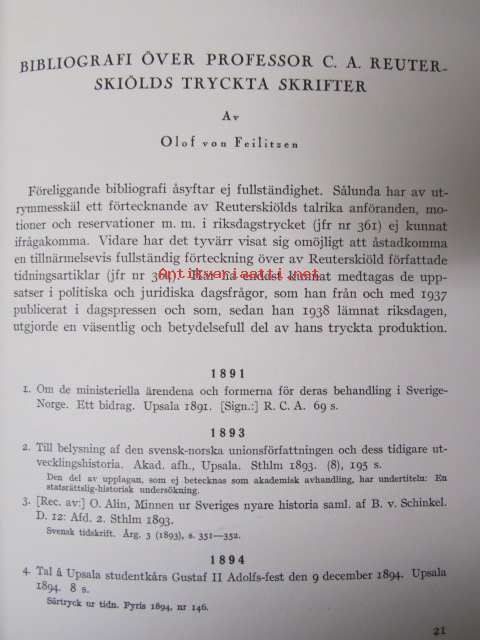 BIBLIOGRAFI ÖVER PROFESSOR C. A. REUTER-
SKIÖLDS TRYCKTA SKRIFTER
Av
Olof von Feilitzen
Föreliggande bibliografi åsyftar ej fullständighet. Sålunda har av ut-
rymmesskäl ett förtecknande av Reuterskiölds talrika anföranden, mo-
tioner och reservationer m. m. i riksdagstrycket (jfr nr 361) ej kunnat
ifrågakomma. Vidare har det tyvärr visat sig omöjligt att åstadkomma
en tillnärmelsevis fullständig förteckning över av Reuterskiöld författade
tidningsartiklar (jfr nr 361). Här ha endast kunnat medtagas de upp-
Antikvariaatti.net
satser i politiska och juridiska dagsfrågor, som han från och med 1937
publicerat i dagspressen och som, sedan han 1938 lämnat riksdagen,
utgjorde en väsentlig och betydelsefull del av hans tryckta produktion.
1891
1. Om de ministeriella ärendena och formerna för deras behandling i Sverige-
Norge. Ett bidrag. Upsala 1891. [Sign.:] R. C. A. 69 s.
1893
2. Till belysning af den svensk-norska unionsförfattningen och dess tidigare ut-
vecklingshistoria. Akad. afh., Upsala. Sthlm 1893. (8), 195 s.
Den del av upplagan, som ej betecknas som akademisk avhandling, har undertiteln: En
statsrättslig-historisk undersökning.
3. [Rec. av:] O. Alin, Minnen ur Sveriges nyare historia saml. af B. v. Schinkel.
D. 12: Afd. 2. Sthlm 1893.
Svensk tidskrift. Årg. 3 (1893), s. 351—352.
1894
4. Tal å Upsala studentkårs Gustaf II Adolfs-fest den 9 december 1894. Upsala
1894. 8 s.
Särtryck ur tidn. Fyris 1894, nr 146.
21